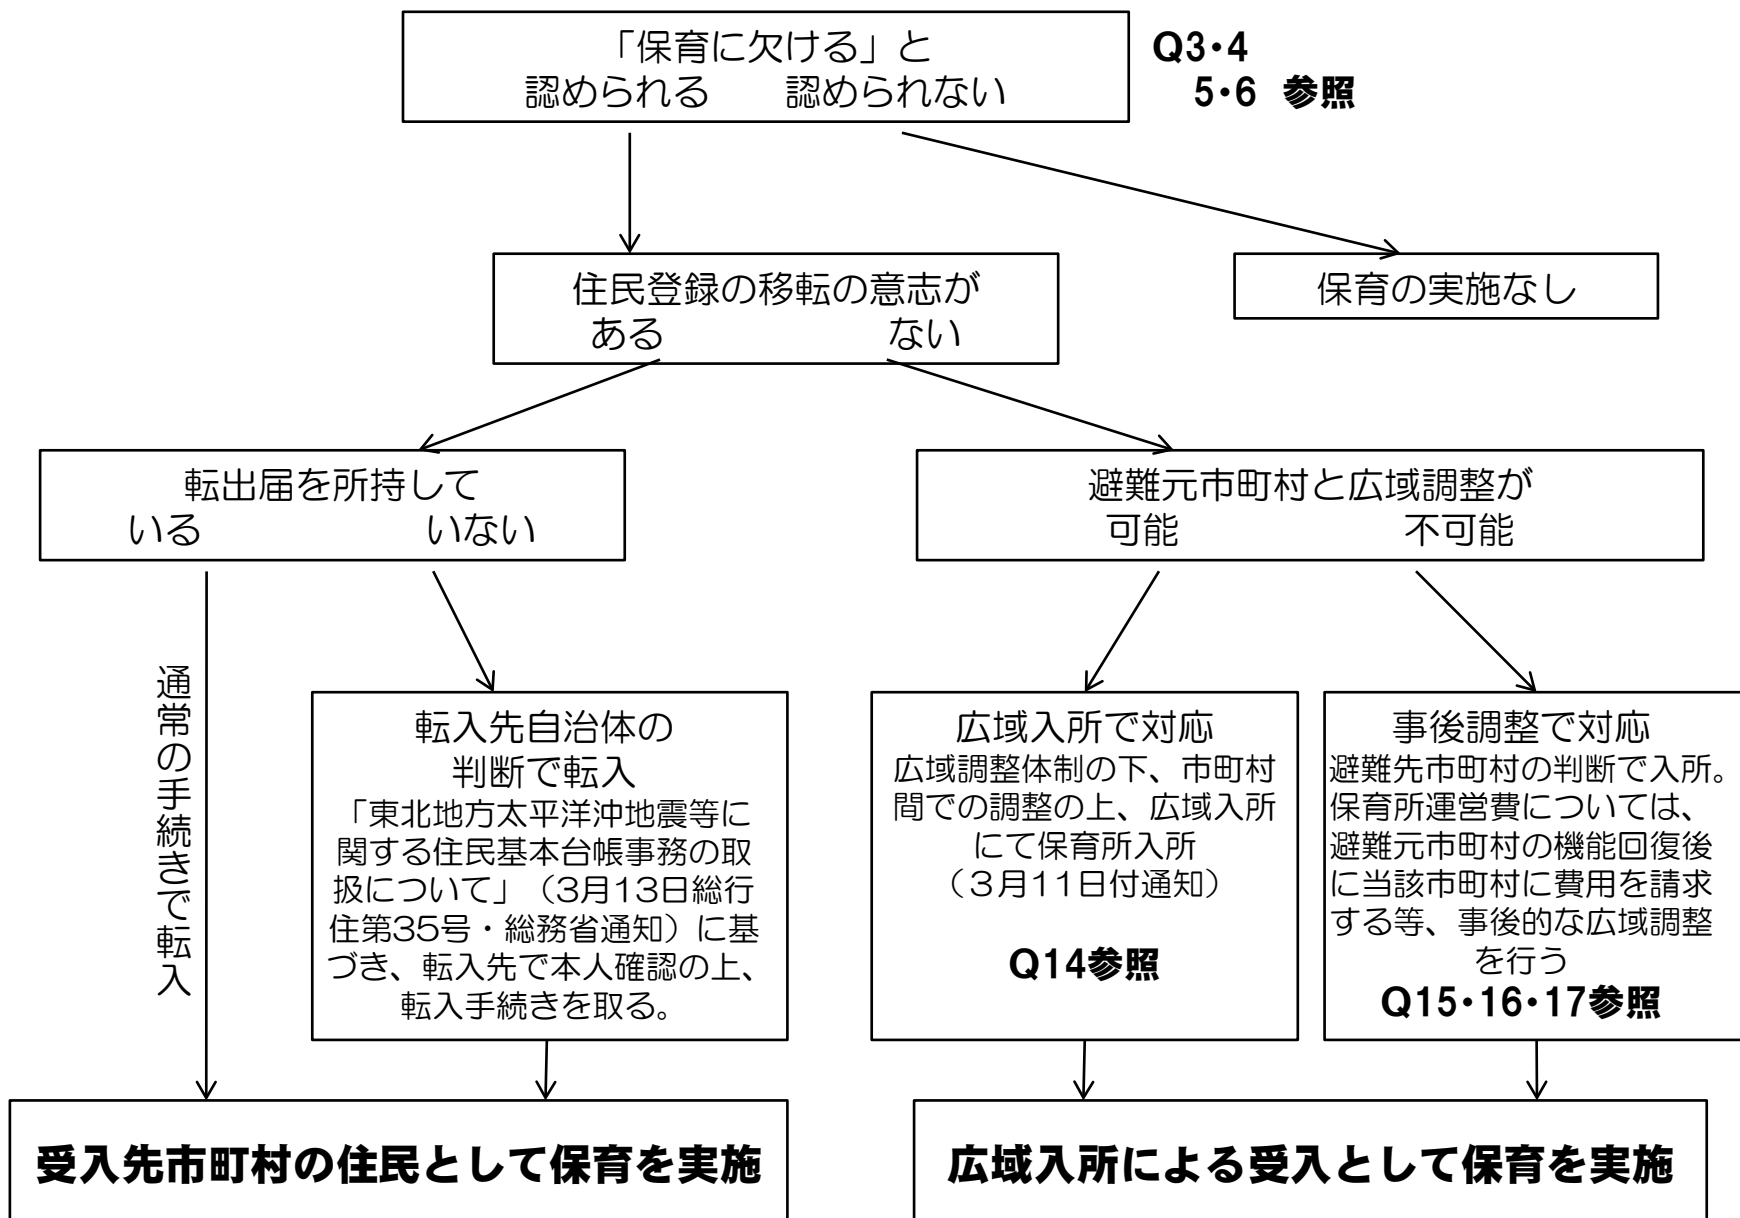 「保育に欠ける」と
認められる　　認められない
Q3・4
5・6 参照
住民登録の移転の意志が
ある　　　　　　ない
保育の実施なし
転出届を所持して
いる　　　　　　いない
避難元市町村と広域調整が
可能　　　　　　不可能
通常の手続きで転入
転入先自治体の
判断で転入
「東北地方太平洋沖地震等に
関する住民基本台帳事務の取
扱について」（3月13日総行
住第35号・総務省通知）に基
づき、転入先で本人確認の上、
転入手続きを取る。
広域入所で対応
広域調整体制の下、市町村
間での調整の上、広域入所
にて保育所入所
（３月11日付通知）
Q14参照
事後調整で対応
避難先市町村の判断で入所。
保育所運営費については、
避難元市町村の機能回復後
に当該市町村に費用を請求
する等、事後的な広域調整
を行う
Q15・16・17参照
受入先市町村の住民として保育を実施
広域入所による受入として保育を実施